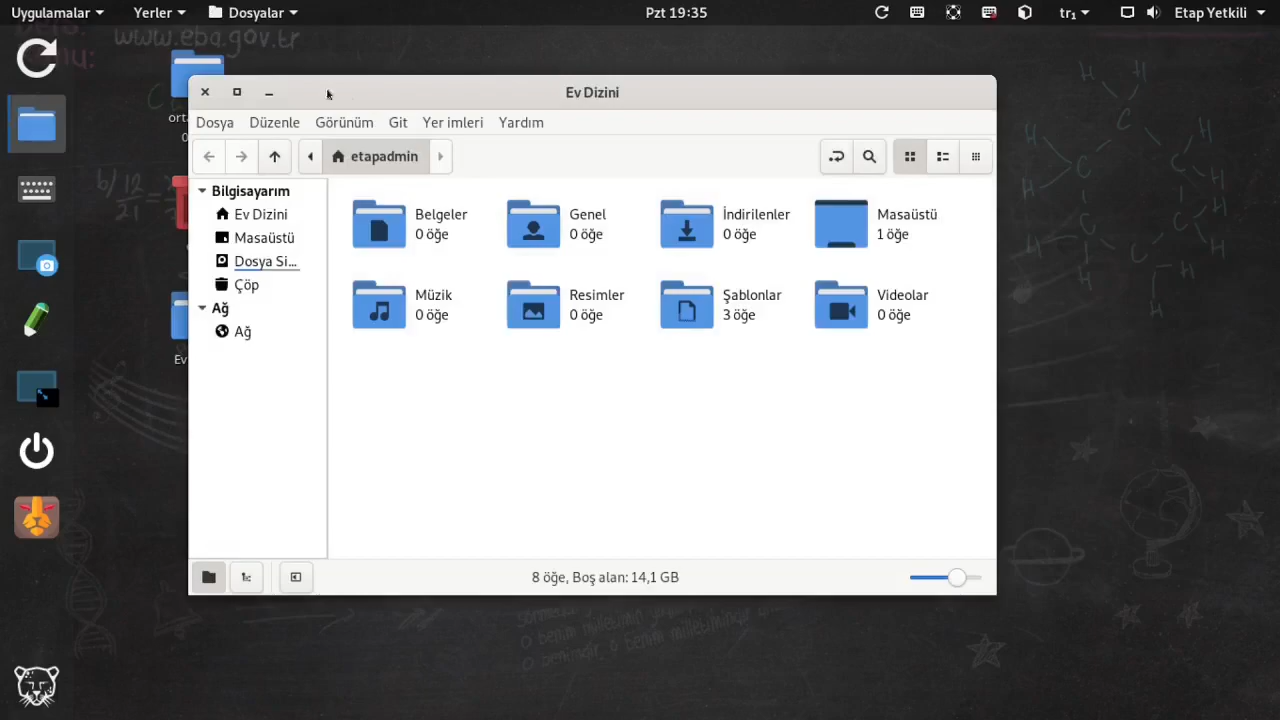 Uygulamalar Yerler Dosyalar Pzt 19:35 tr₁ Etap Yetkili
www.eba.gov.tr
Ev Dizini
Dosya Düzenle Görünüm Git Yer imleri Yardım
etapadmin
Bilgisayarım
Ev Dizini
Masaüstü
Dosya Si...
Çöp
Ağ
Ağ
Belgeler
0 öğe
Genel
0 öğe
İndirilenler
0 öğe
Masaüstü
1 öğe
Müzik
0 öğe
Resimler
0 öğe
Şablonlar
3 öğe
Videolar
0 öğe
8 öğe, Boş alan: 14,1 GB
b) 12/21 =